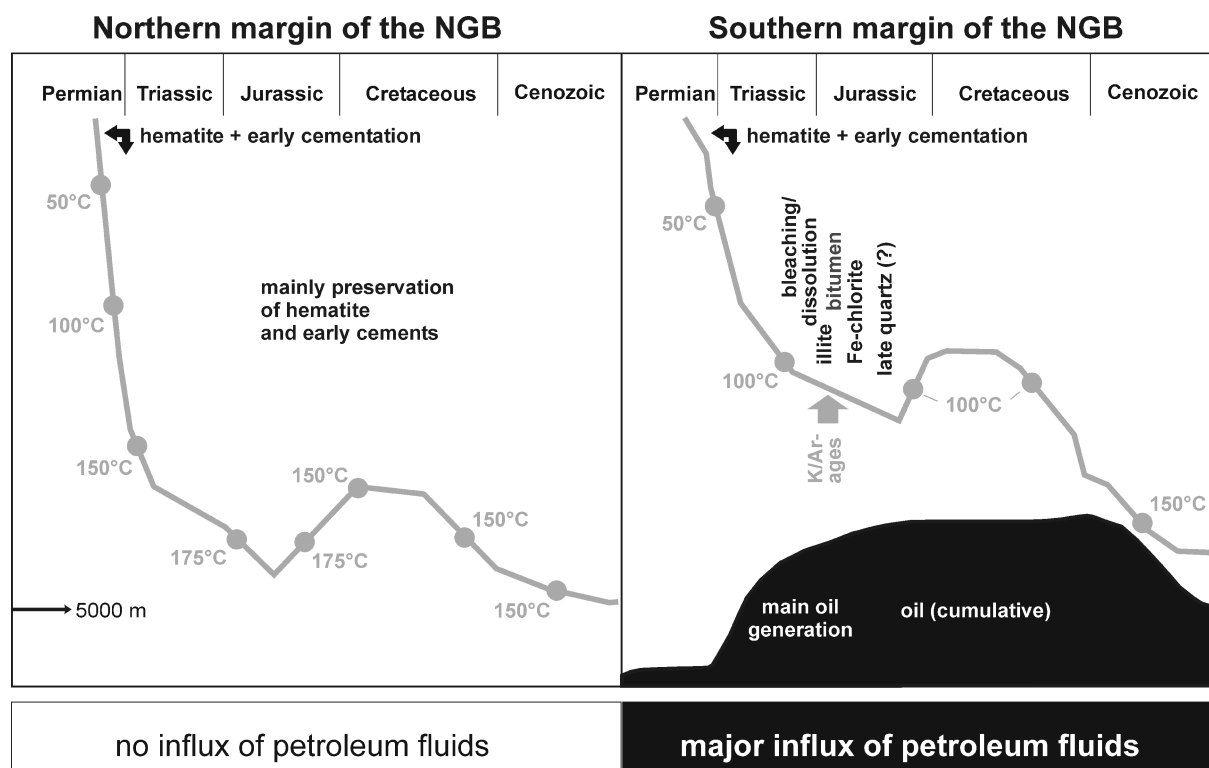 Northern margin of the NGB
Permian Triassic Jurassic Cretaceous Cenozoic
hematite + early cementation
50°C
100°C
mainly preservation
of hematite
and early cements
150°C
175°C
175°C
150°C
150°C
150°C
5000 m
no influx of petroleum fluids
Southern margin of the NGB
Permian Triassic Jurassic Cretaceous Cenozoic
hematite + early cementation
50°C
100°C
bleaching/
dissolution
illite
bitumen
Fe-chlorite
late quartz (?)
K/Ar-
ages
100°C
150°C
main oil
generation
oil (cumulative)
major influx of petroleum fluids